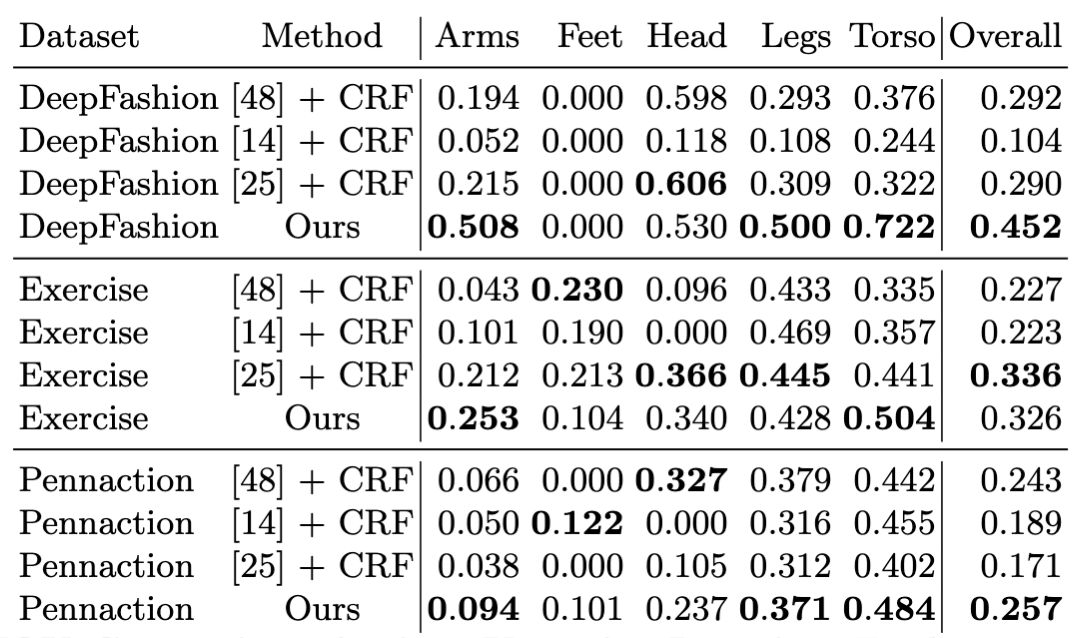 Dataset Method Arms Feet Head Legs Torso Overall
DeepFashion [48] + CRF 0.194 0.000 0.598 0.293 0.376 0.292
DeepFashion [14] + CRF 0.052 0.000 0.118 0.108 0.244 0.104
DeepFashion [25] + CRF 0.215 0.000 0.606 0.309 0.322 0.290
DeepFashion Ours 0.508 0.000 0.530 0.500 0.722 0.452
Exercise [48] + CRF 0.043 0.230 0.096 0.433 0.335 0.227
Exercise [14] + CRF 0.101 0.190 0.000 0.469 0.357 0.223
Exercise [25] + CRF 0.212 0.213 0.366 0.445 0.441 0.336
Exercise Ours 0.253 0.104 0.340 0.428 0.504 0.326
Pennaction [48] + CRF 0.066 0.000 0.327 0.379 0.442 0.243
Pennaction [14] + CRF 0.050 0.122 0.000 0.316 0.455 0.189
Pennaction [25] + CRF 0.038 0.000 0.105 0.312 0.402 0.171
Pennaction Ours 0.094 0.101 0.237 0.371 0.484 0.257